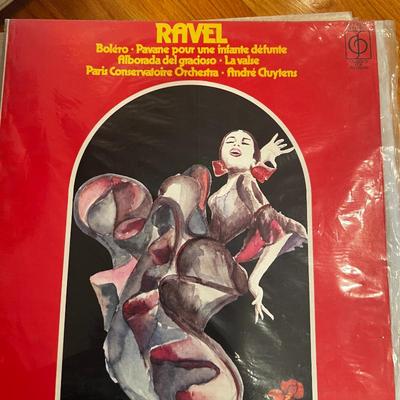 RAVEL
Boléro · Pavane pour une infante défunte
Alborada del gracioso · La valse
Paris Conservatoire Orchestra · André Cluytens